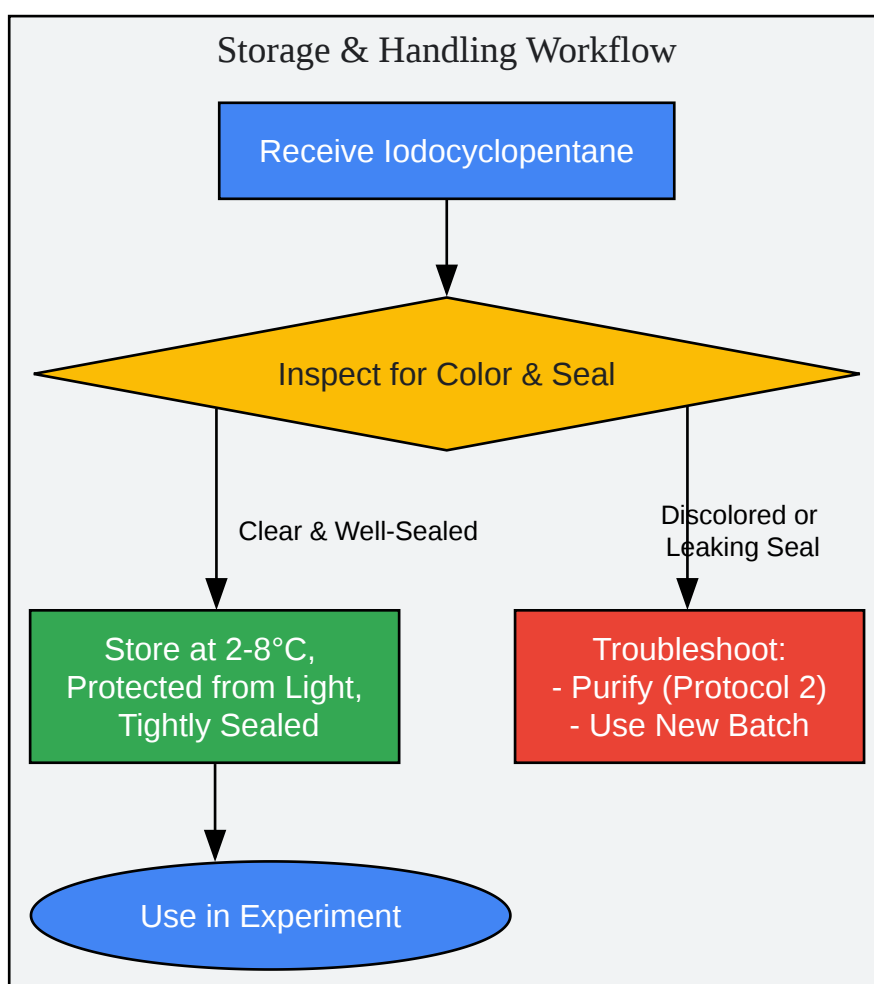 Storage & Handling Workflow
Receive Iodocyclopentane
Inspect for Color & Seal
Clear & Well-Sealed
Discolored or
Leaking Seal
Store at 2-8°C,
Protected from Light,
Tightly Sealed
Troubleshoot:
- Purify (Protocol 2)
- Use New Batch
Use in Experiment